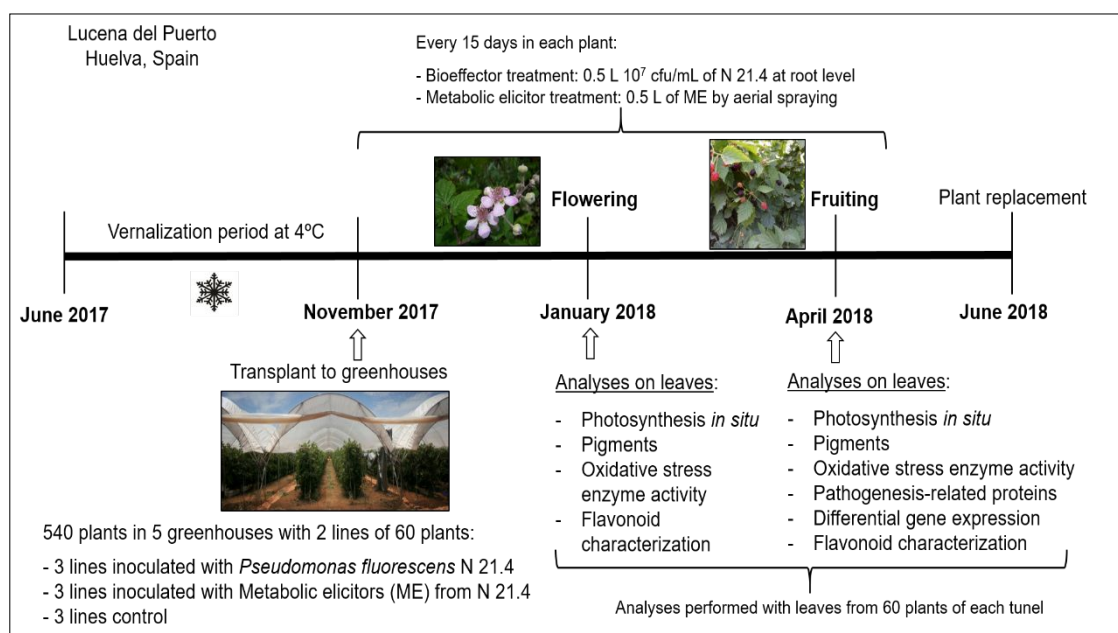 Lucena del Puerto
Huelva, Spain
Every 15 days in each plant:
- Bioeffector treatment: 0.5 L 10⁷ cfu/mL of N 21.4 at root level
- Metabolic elicitor treatment: 0.5 L of ME by aerial spraying
Flowering
Fruiting
Plant replacement
Vernalization period at 4ºC
June 2017
November 2017
January 2018
April 2018
June 2018
Transplant to greenhouses
540 plants in 5 greenhouses with 2 lines of 60 plants:
- 3 lines inoculated with Pseudomonas fluorescens N 21.4
- 3 lines inoculated with Metabolic elicitors (ME) from N 21.4
- 3 lines control
Analyses on leaves:
- Photosynthesis in situ
- Pigments
- Oxidative stress
enzyme activity
- Flavonoid
characterization
Analyses on leaves:
- Photosynthesis in situ
- Pigments
- Oxidative stress enzyme activity
- Pathogenesis-related proteins
- Differential gene expression
- Flavonoid characterization
Analyses performed with leaves from 60 plants of each tunel